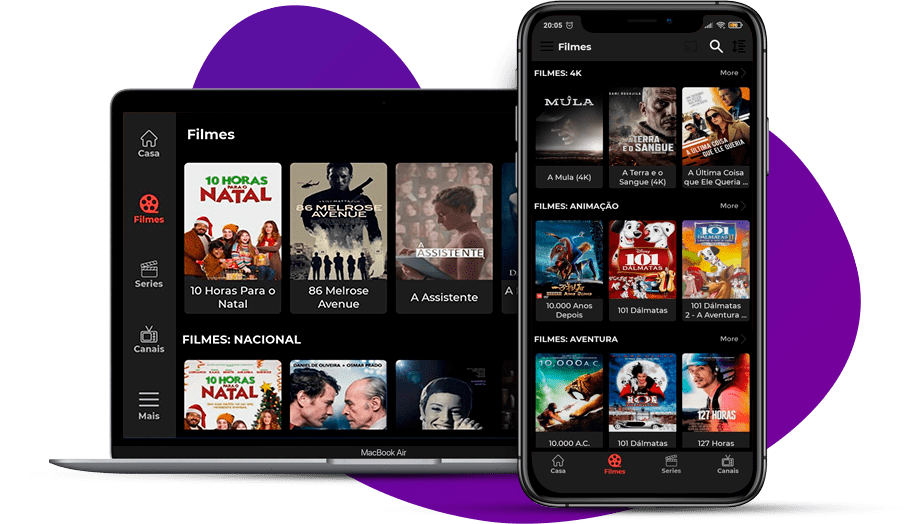 Casa
Filmes
Series
Canais
Mais
Filmes
10 HORAS
PARA O
NATAL
86 MELROSE
AVENUE
A
ASSISTENTE
10 Horas Para o
Natal
86 Melrose
Avenue
A Assistente
FILMES: NACIONAL
10 HORAS
PARA O
NATAL
DANIEL DE OLIVEIRA • OSMAR PRADO
MacBook Air
20:05
Filmes
FILMES: 4K
More
MULA
A TERRA
E O
SANGUE
A ÚLTIMA COISA
QUE ELE QUERIA
A Mula (4K)
A Terra e o
Sangue (4K)
A Última Coisa
que Ele Queria ...
FILMES: ANIMAÇÃO
More
Disney
101
DALMATAS
101
DALMATAS
10.000 Anos
Depois
101 Dálmatas
101 Dálmatas
2 - A Aventura ...
FILMES: AVENTURA
More
10,000 A.C.
101
127 HORAS
10.000 A.C.
101 Dálmatas
127 Horas
Casa
Filmes
Series
Canais